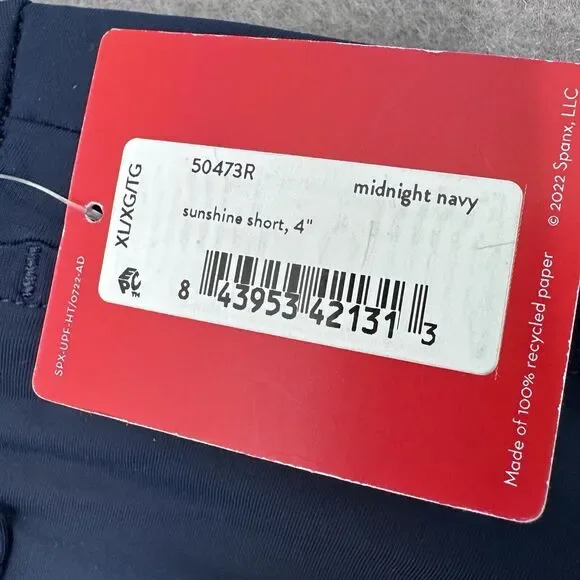 50473R
midnight navy
XL/XG/TG
sunshine short, 4"
EPC™
8 43953 42131 3
SPX-UPF-HT/0722-AD
Made of 100% recycled paper
© 2022 Spanx, LLC